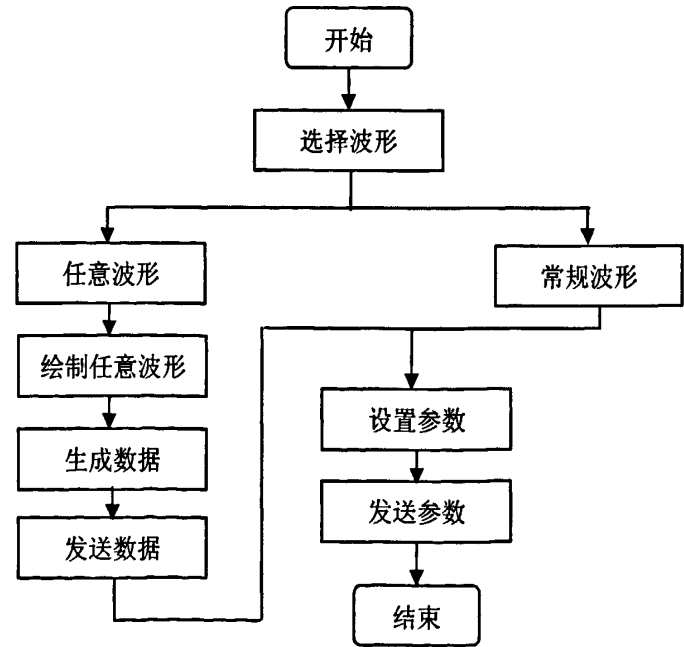 开始
选择波形
任意波形
常规波形
绘制任意波形
生成数据
发送数据
设置参数
发送参数
结束